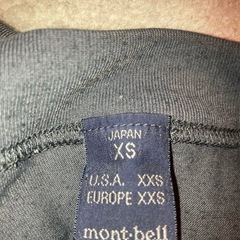 JAPAN
XS
U.S.A. XXS
EUROPE XXS
mont-bell